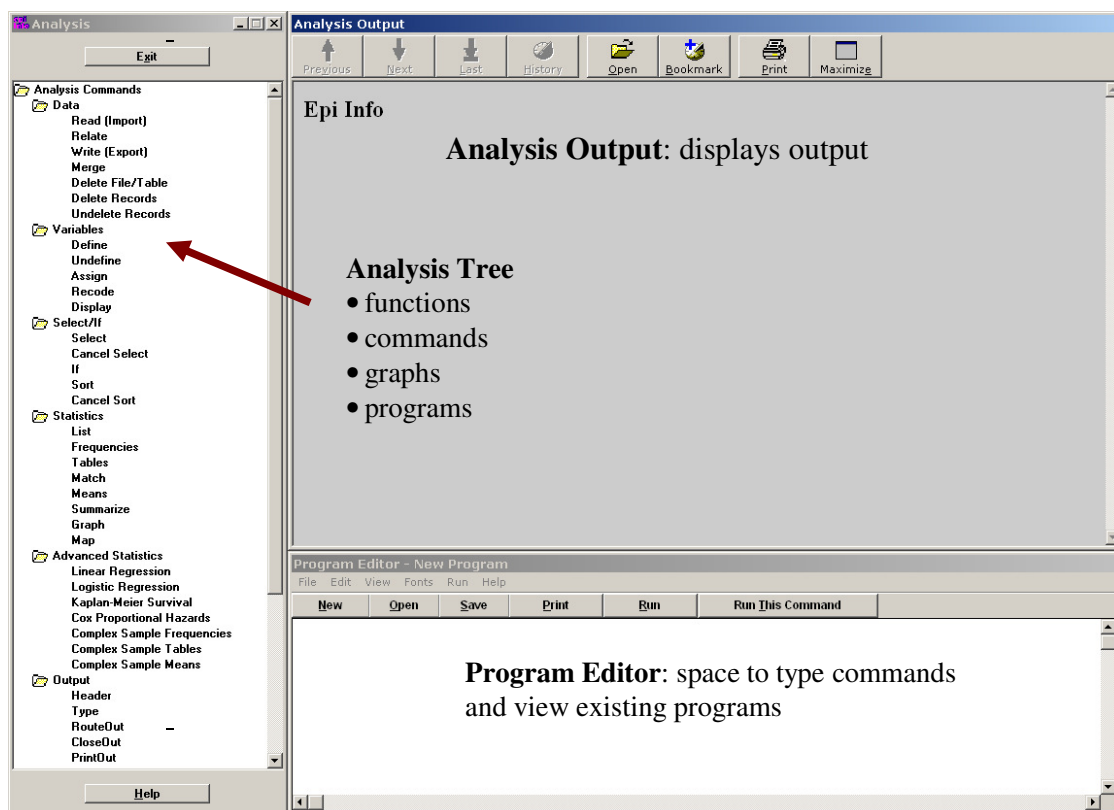 Analysis
Exit
Analysis Commands
Data
Read (Import)
Relate
Write (Export)
Merge
Delete File/Table
Delete Records
Undelete Records
Variables
Define
Undefine
Assign
Recode
Display
Select/If
Select
Cancel Select
If
Sort
Cancel Sort
Statistics
List
Frequencies
Tables
Match
Means
Summarize
Graph
Map
Advanced Statistics
Linear Regression
Logistic Regression
Kaplan-Meier Survival
Cox Proportional Hazards
Complex Sample Frequencies
Complex Sample Tables
Complex Sample Means
Output
Header
Type
RouteOut
CloseOut
PrintOut
Help
Analysis Output
Previous Next Last History Open Bookmark Print Maximize
Epi Info
Analysis Output: displays output
Analysis Tree
• functions
• commands
• graphs
• programs
Program Editor - New Program
File Edit View Fonts Run Help
New Open Save Print Run Run This Command
Program Editor: space to type commands
and view existing programs